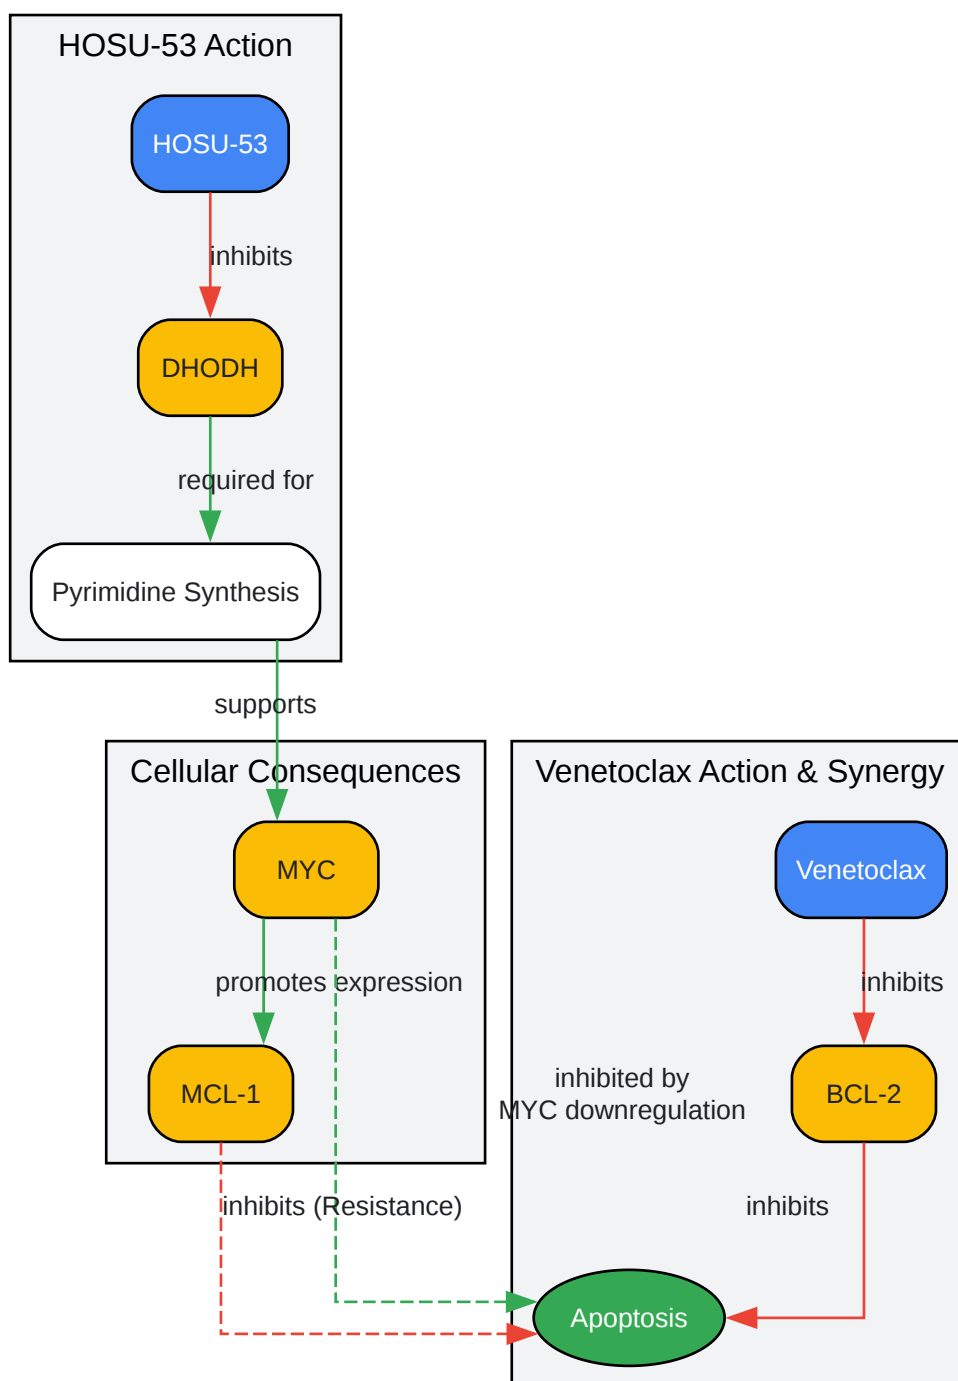 HOSU-53 Action
HOSU-53
inhibits
DHODH
required for
Pyrimidine Synthesis
supports
Cellular Consequences
Venetoclax Action & Synergy
MYC
Venetoclax
promotes expression
inhibits
inhibited by
MYC downregulation
MCL-1
BCL-2
inhibits (Resistance)
inhibits
Apoptosis